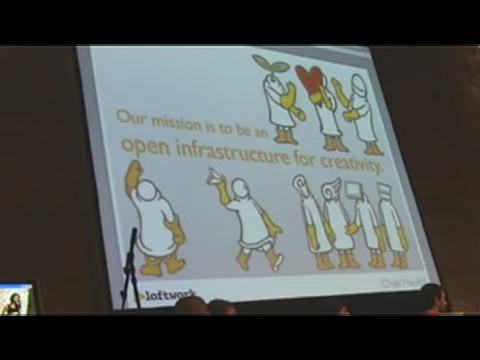 Our mission is to be an
open infrastructure for creativity.
loftwork